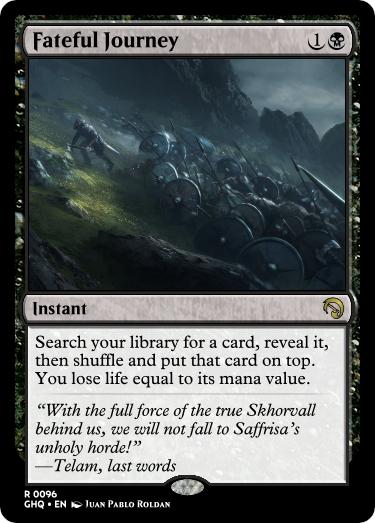 Fateful Journey 1
Instant
Search your library for a card, reveal it,
then shuffle and put that card on top.
You lose life equal to its mana value.
“With the full force of the true Skhorvall
behind us, we will not fall to Saffrisa’s
unholy horde!”
—Telam, last words
R 0096
GHQ • EN Juan Pablo Roldan